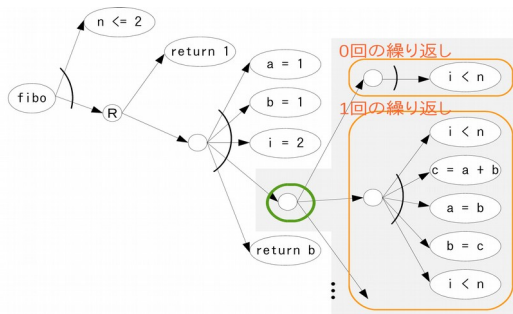 n <= 2
return 1
0回の繰り返し
a = 1
i < n
fibo
R
b = 1
1回の繰り返し
i = 2
i < n
c = a + b
a = b
return b
b = c
i < n